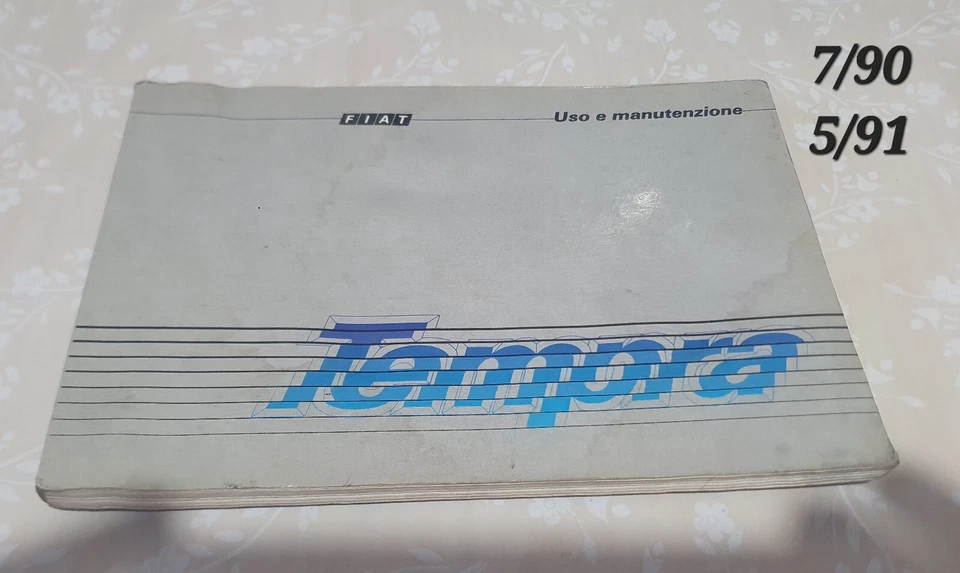 7/90
5/91
FIAT
Uso e manutenzione
Tempra